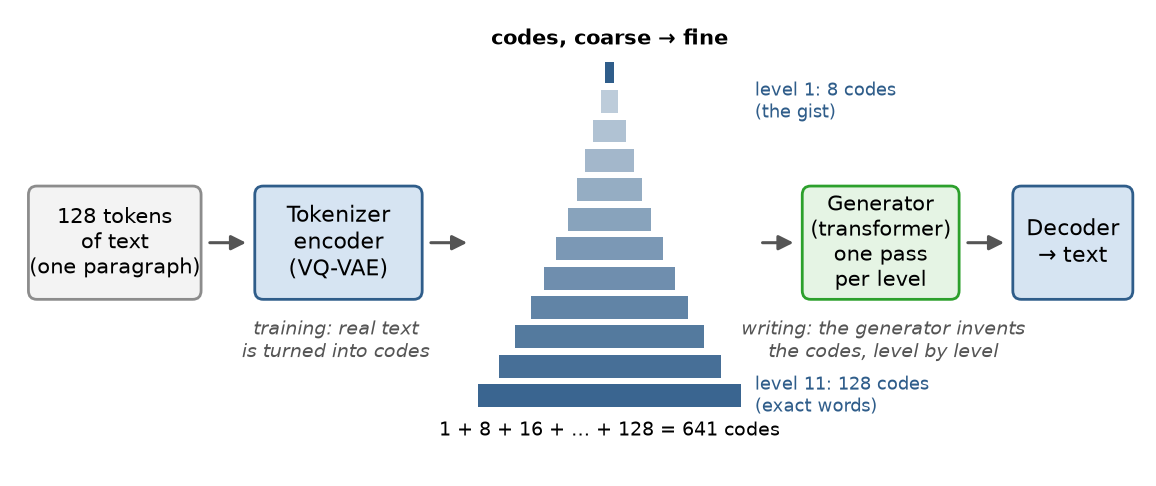 codes, coarse → fine
level 1: 8 codes
(the gist)
128 tokens
of text
(one paragraph)
Tokenizer
encoder
(VQ-VAE)
Generator
(transformer)
one pass
per level
Decoder
→ text
training: real text
is turned into codes
writing: the generator invents
the codes, level by level
level 11: 128 codes
(exact words)
1 + 8 + 16 + ... + 128 = 641 codes